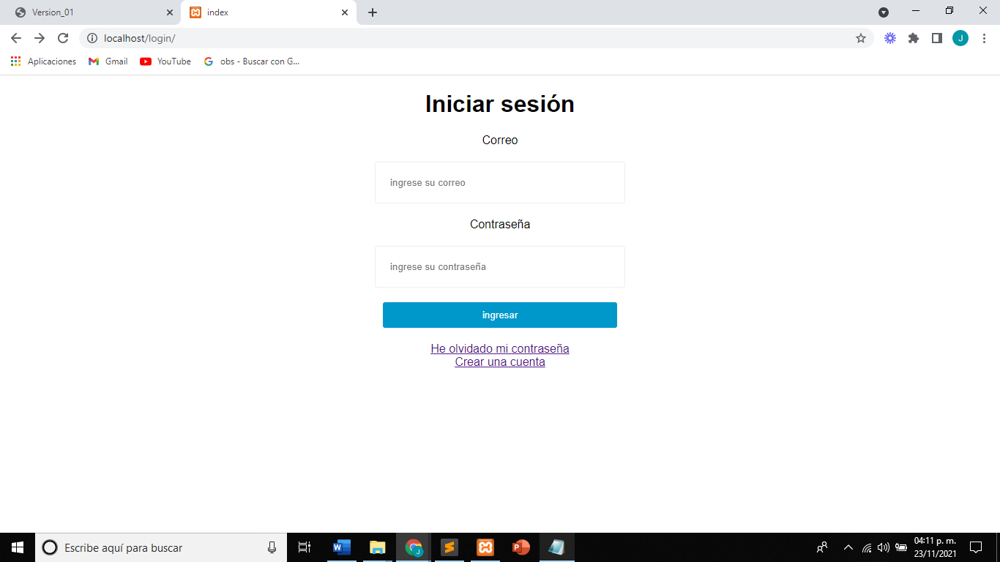 Version_01
index
localhost/login/
J
Aplicaciones
Gmail
YouTube
obs - Buscar con G...
Iniciar sesión
Correo
ingrese su correo
Contraseña
ingrese su contraseña
ingresar
He olvidado mi contraseña
Crear una cuenta
Escribe aquí para buscar
04:11 p. m.
23/11/2021